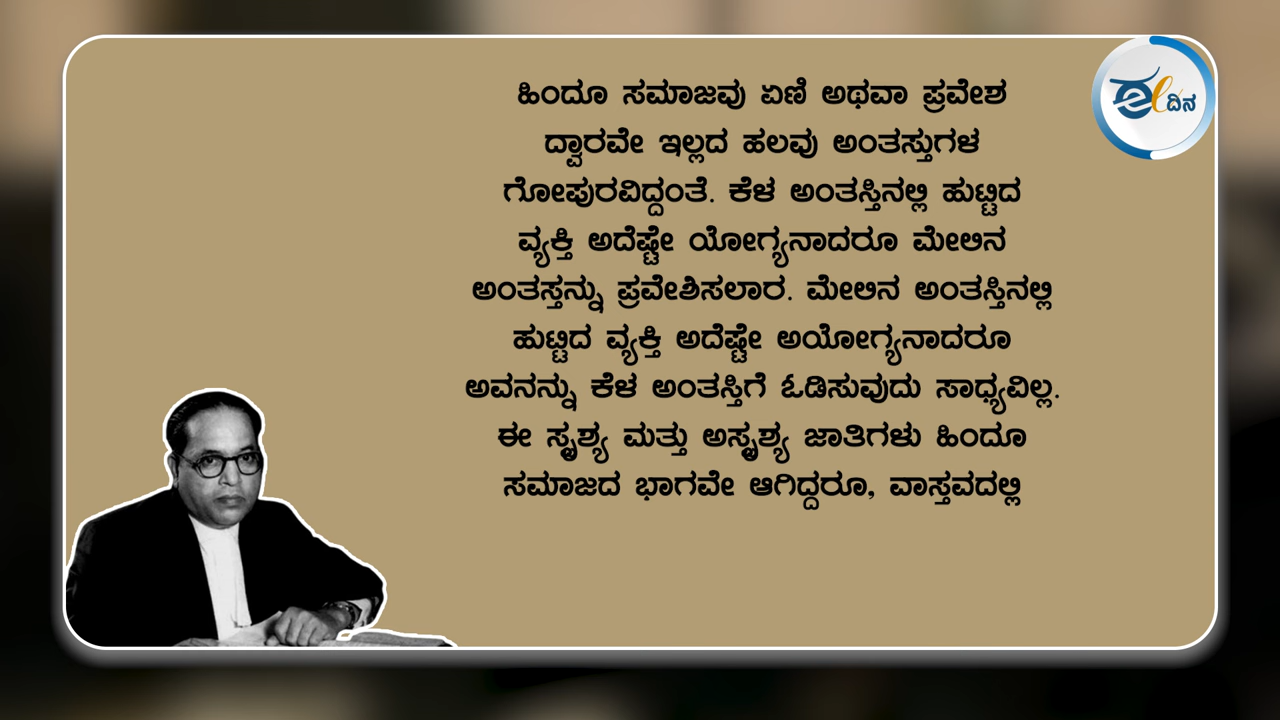 ಹಿಂದೂ ಸಮಾಜವು ಏಣಿ ಅಥವಾ ಪ್ರವೇಶ
ದ್ವಾರವೇ ಇಲ್ಲದ ಹಲವು ಅಂತಸ್ತುಗಳ
ಗೋಪುರವಿದ್ದಂತೆ. ಕೆಳ ಅಂತಸ್ತಿನಲ್ಲಿ ಹುಟ್ಟಿದ
ವ್ಯಕ್ತಿ ಅದೆಷ್ಟೇ ಯೋಗ್ಯನಾದರೂ ಮೇಲಿನ
ಅಂತಸ್ತನ್ನು ಪ್ರವೇಶಿಸಲಾರ. ಮೇಲಿನ ಅಂತಸ್ತಿನಲ್ಲಿ
ಹುಟ್ಟಿದ ವ್ಯಕ್ತಿ ಅದೆಷ್ಟೇ ಅಯೋಗ್ಯನಾದರೂ
ಅವನನ್ನು ಕೆಳ ಅಂತಸ್ತಿಗೆ ಓಡಿಸುವುದು ಸಾಧ್ಯವಿಲ್ಲ.
ಈ ಸ್ಪೃಶ್ಯ ಮತ್ತು ಅಸ್ಪೃಶ್ಯ ಜಾತಿಗಳು ಹಿಂದೂ
ಸಮಾಜದ ಭಾಗವೇ ಆಗಿದ್ದರೂ, ವಾಸ್ತವದಲ್ಲಿ
ದಿನ